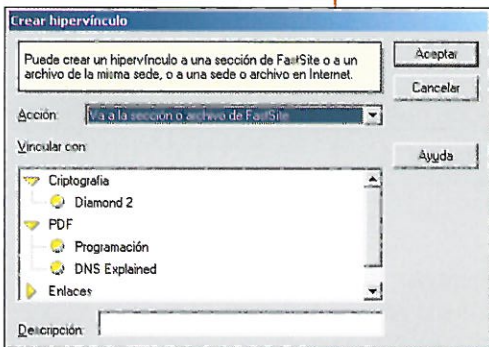 Crear hipervínculo
Puede crear un hipervínculo a una sección de FastSite o a un
archivo de la misma sede, o a una sede o archivo en Internet.
Aceptar
Cancelar
Acción:
Va a la sección o archivo de FastSite
Vincular con:
Ayuda
Criptografia
Diamond 2
PDF
Programación
DNS Explained
Enlaces
Descripción: